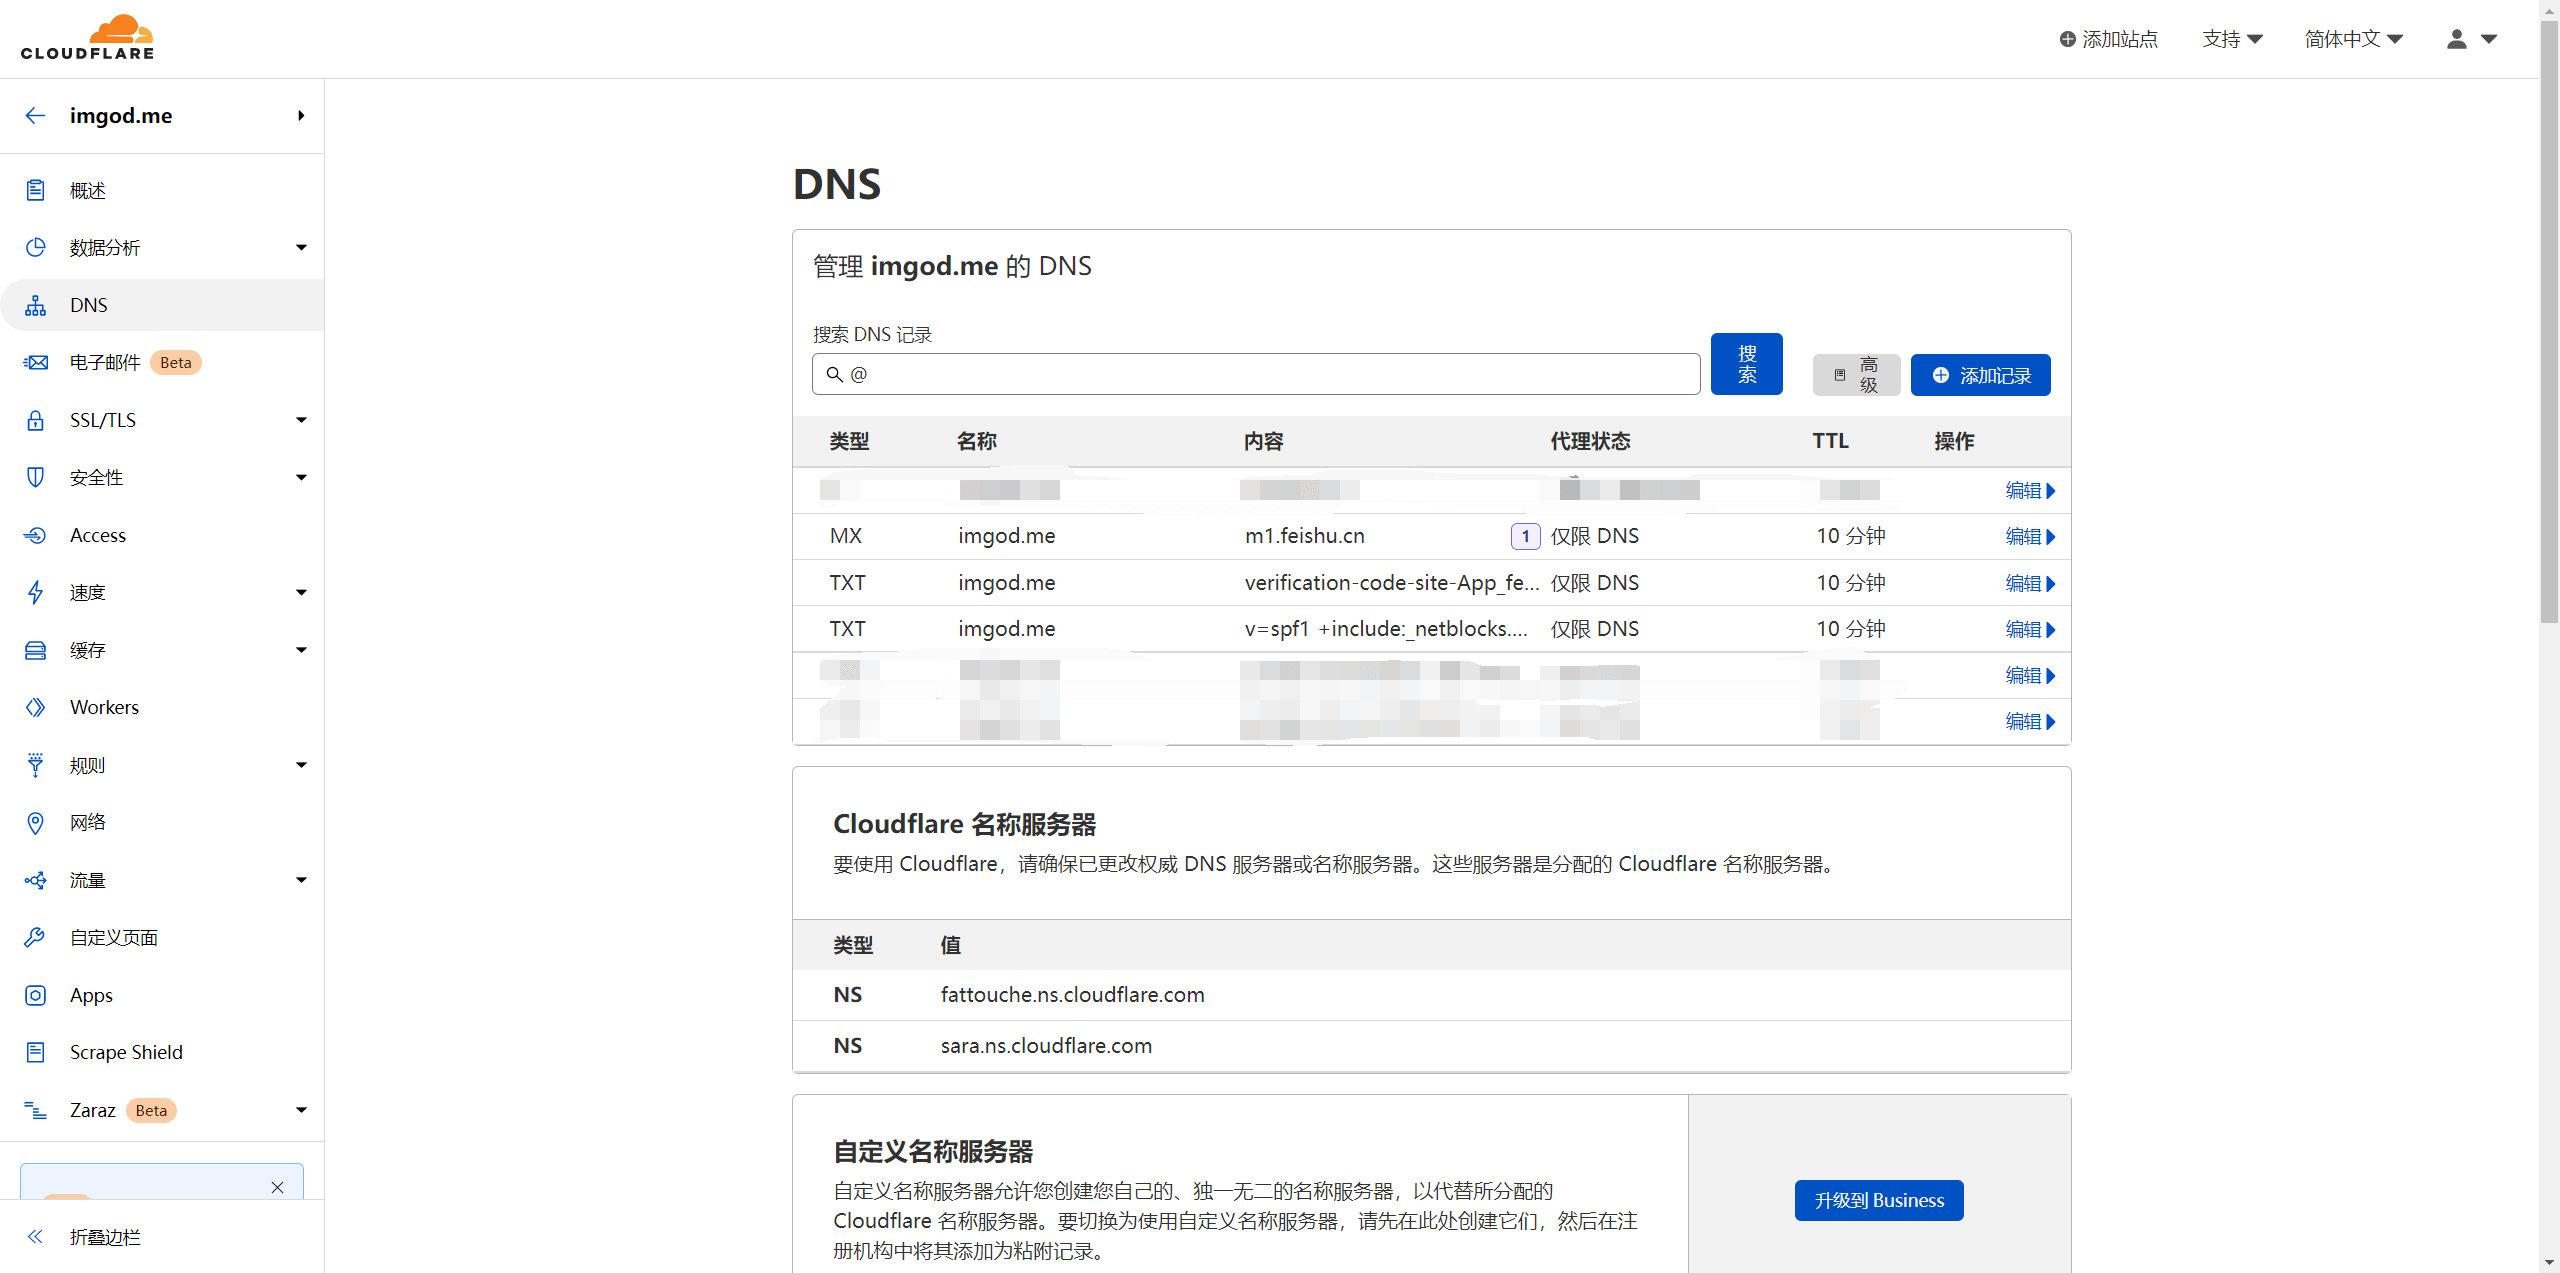 CLOUDFLARE
添加站点
支持
简体中文
imgod.me
概述
数据分析
DNS
电子邮件 Beta
SSL/TLS
安全性
Access
速度
缓存
Workers
规则
网络
流量
自定义页面
Apps
Scrape Shield
Zaraz Beta
折叠边栏
DNS
管理 imgod.me 的 DNS
搜索 DNS 记录
@
搜
索
高
级
添加记录
类型 名称 内容 代理状态 TTL 操作
编辑
MX imgod.me m1.feishu.cn 1 仅限 DNS 10 分钟 编辑
TXT imgod.me verification-code-site-App_fe... 仅限 DNS 10 分钟 编辑
TXT imgod.me v=spf1 +include:_netblocks.... 仅限 DNS 10 分钟 编辑
编辑
编辑
Cloudflare 名称服务器
要使用 Cloudflare，请确保已更改权威 DNS 服务器或名称服务器。这些服务器是分配的 Cloudflare 名称服务器。
类型 值
NS fattouche.ns.cloudflare.com
NS sara.ns.cloudflare.com
自定义名称服务器
自定义名称服务器允许您创建您自己的、独一无二的名称服务器，以代替所分配的
Cloudflare 名称服务器。要切换为使用自定义名称服务器，请先在此处创建它们，然后在注
册机构中将其添加为粘附记录。
升级到 Business